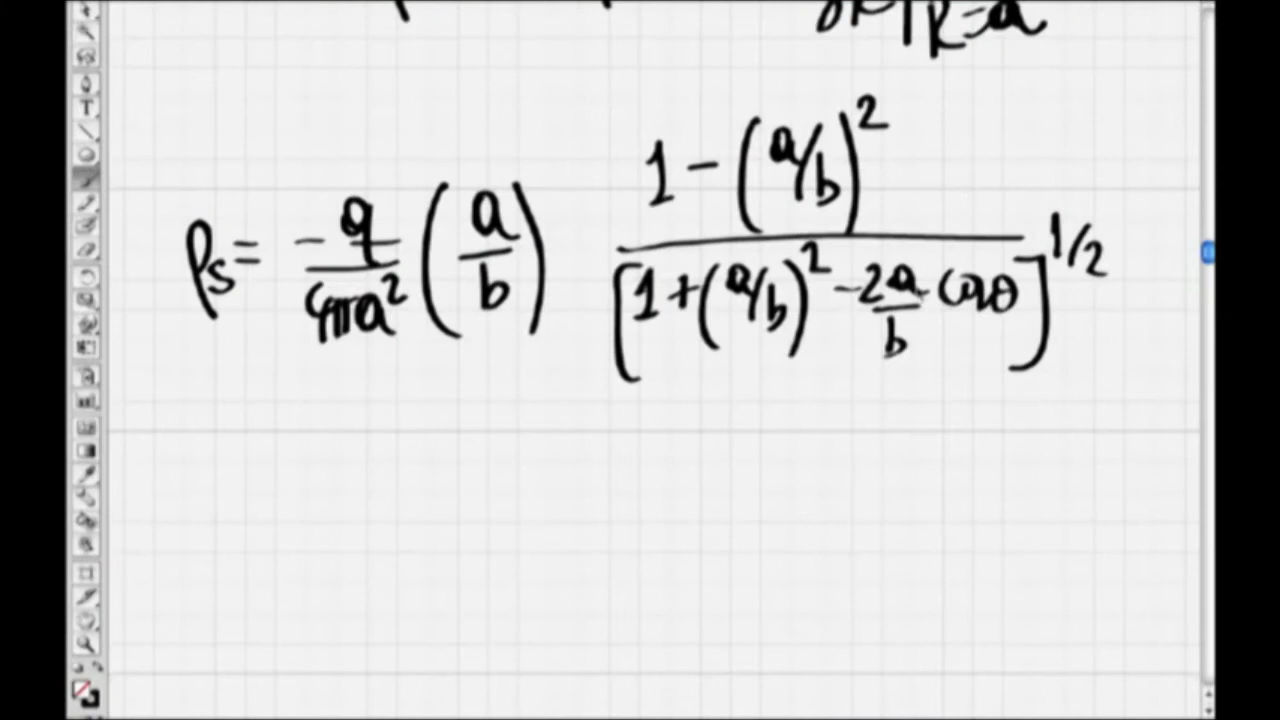 ∂R|R=a
ρs = -q/4πa² (a/b) 1 - (a/b)² / [1 + (a/b)² - 2a/b cosθ]^1/2